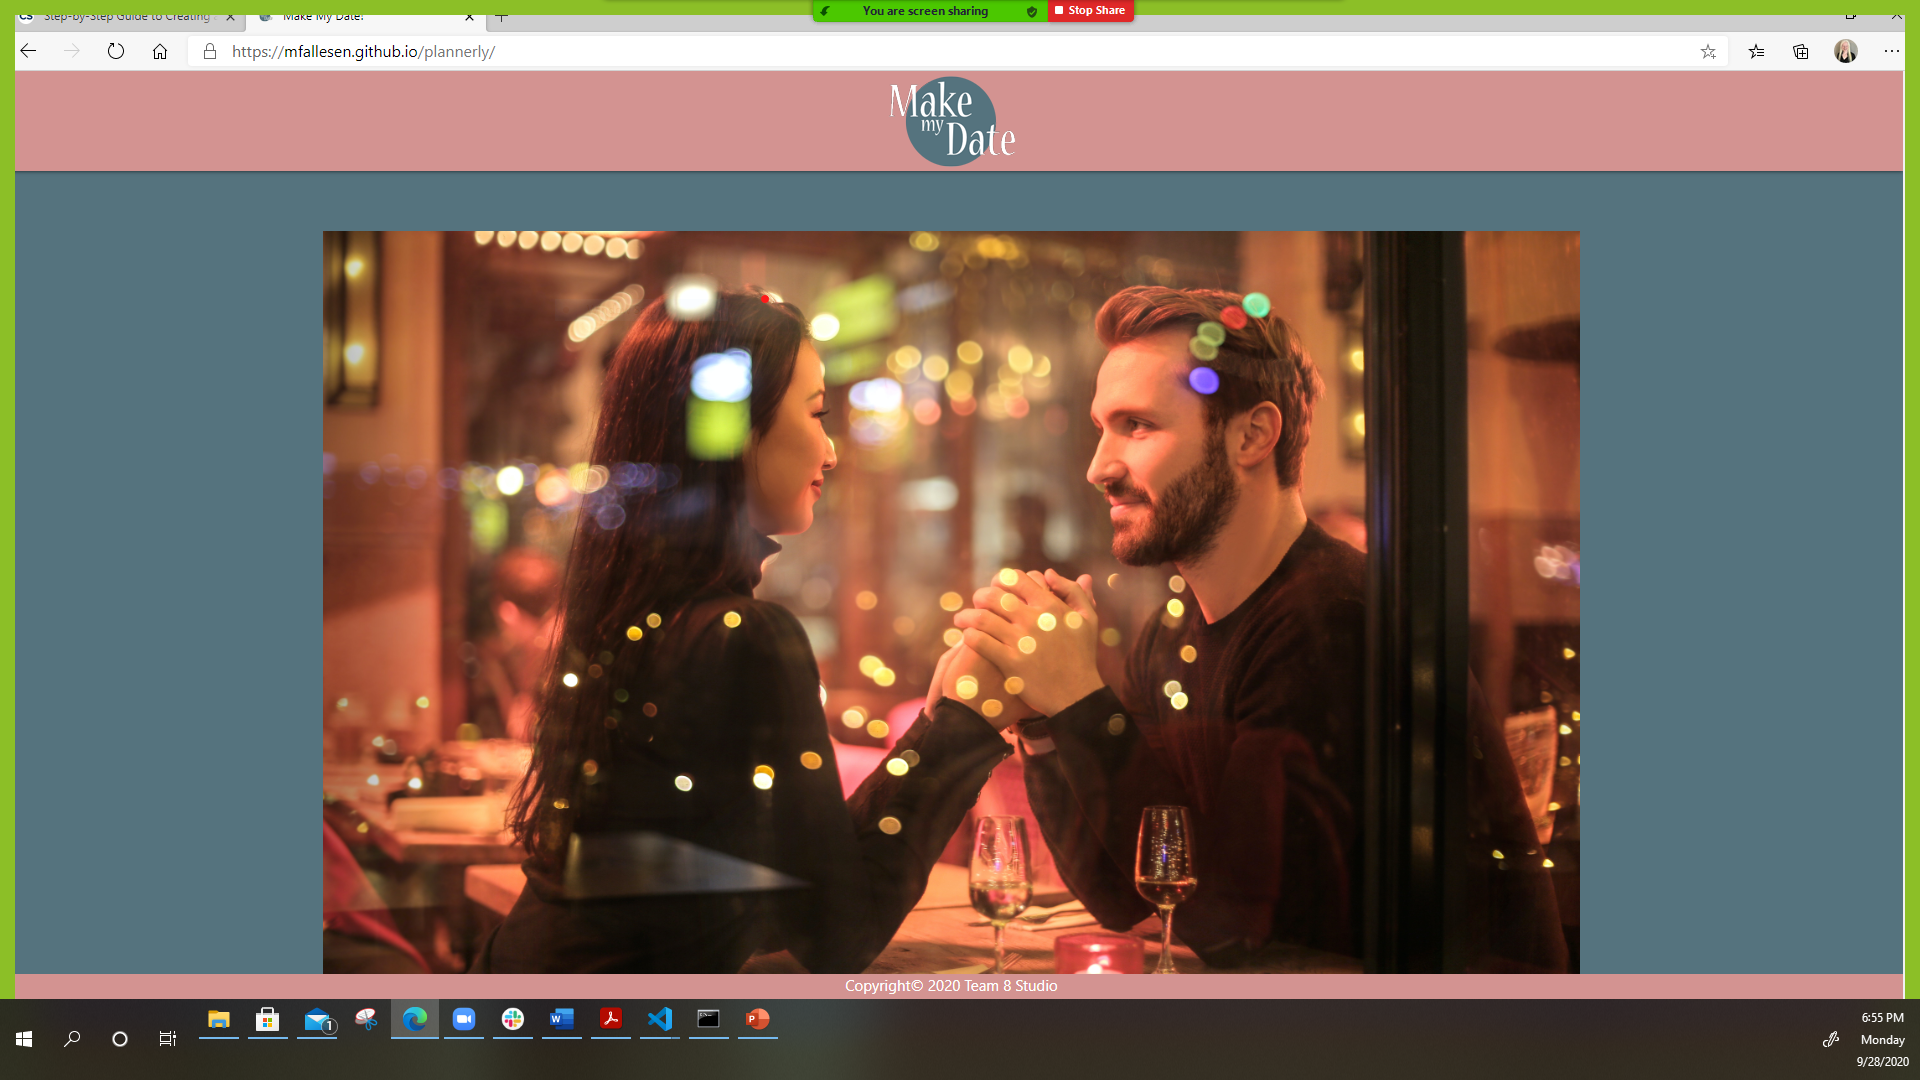 You are screen sharing
Stop Share
CS Step-by-Step Guide to Creating
Make My Date!
https://mfallesen.github.io/plannerly/
Make
my
Date
Copyright© 2020 Team 8 Studio
1
6:55 PM
Monday
9/28/2020